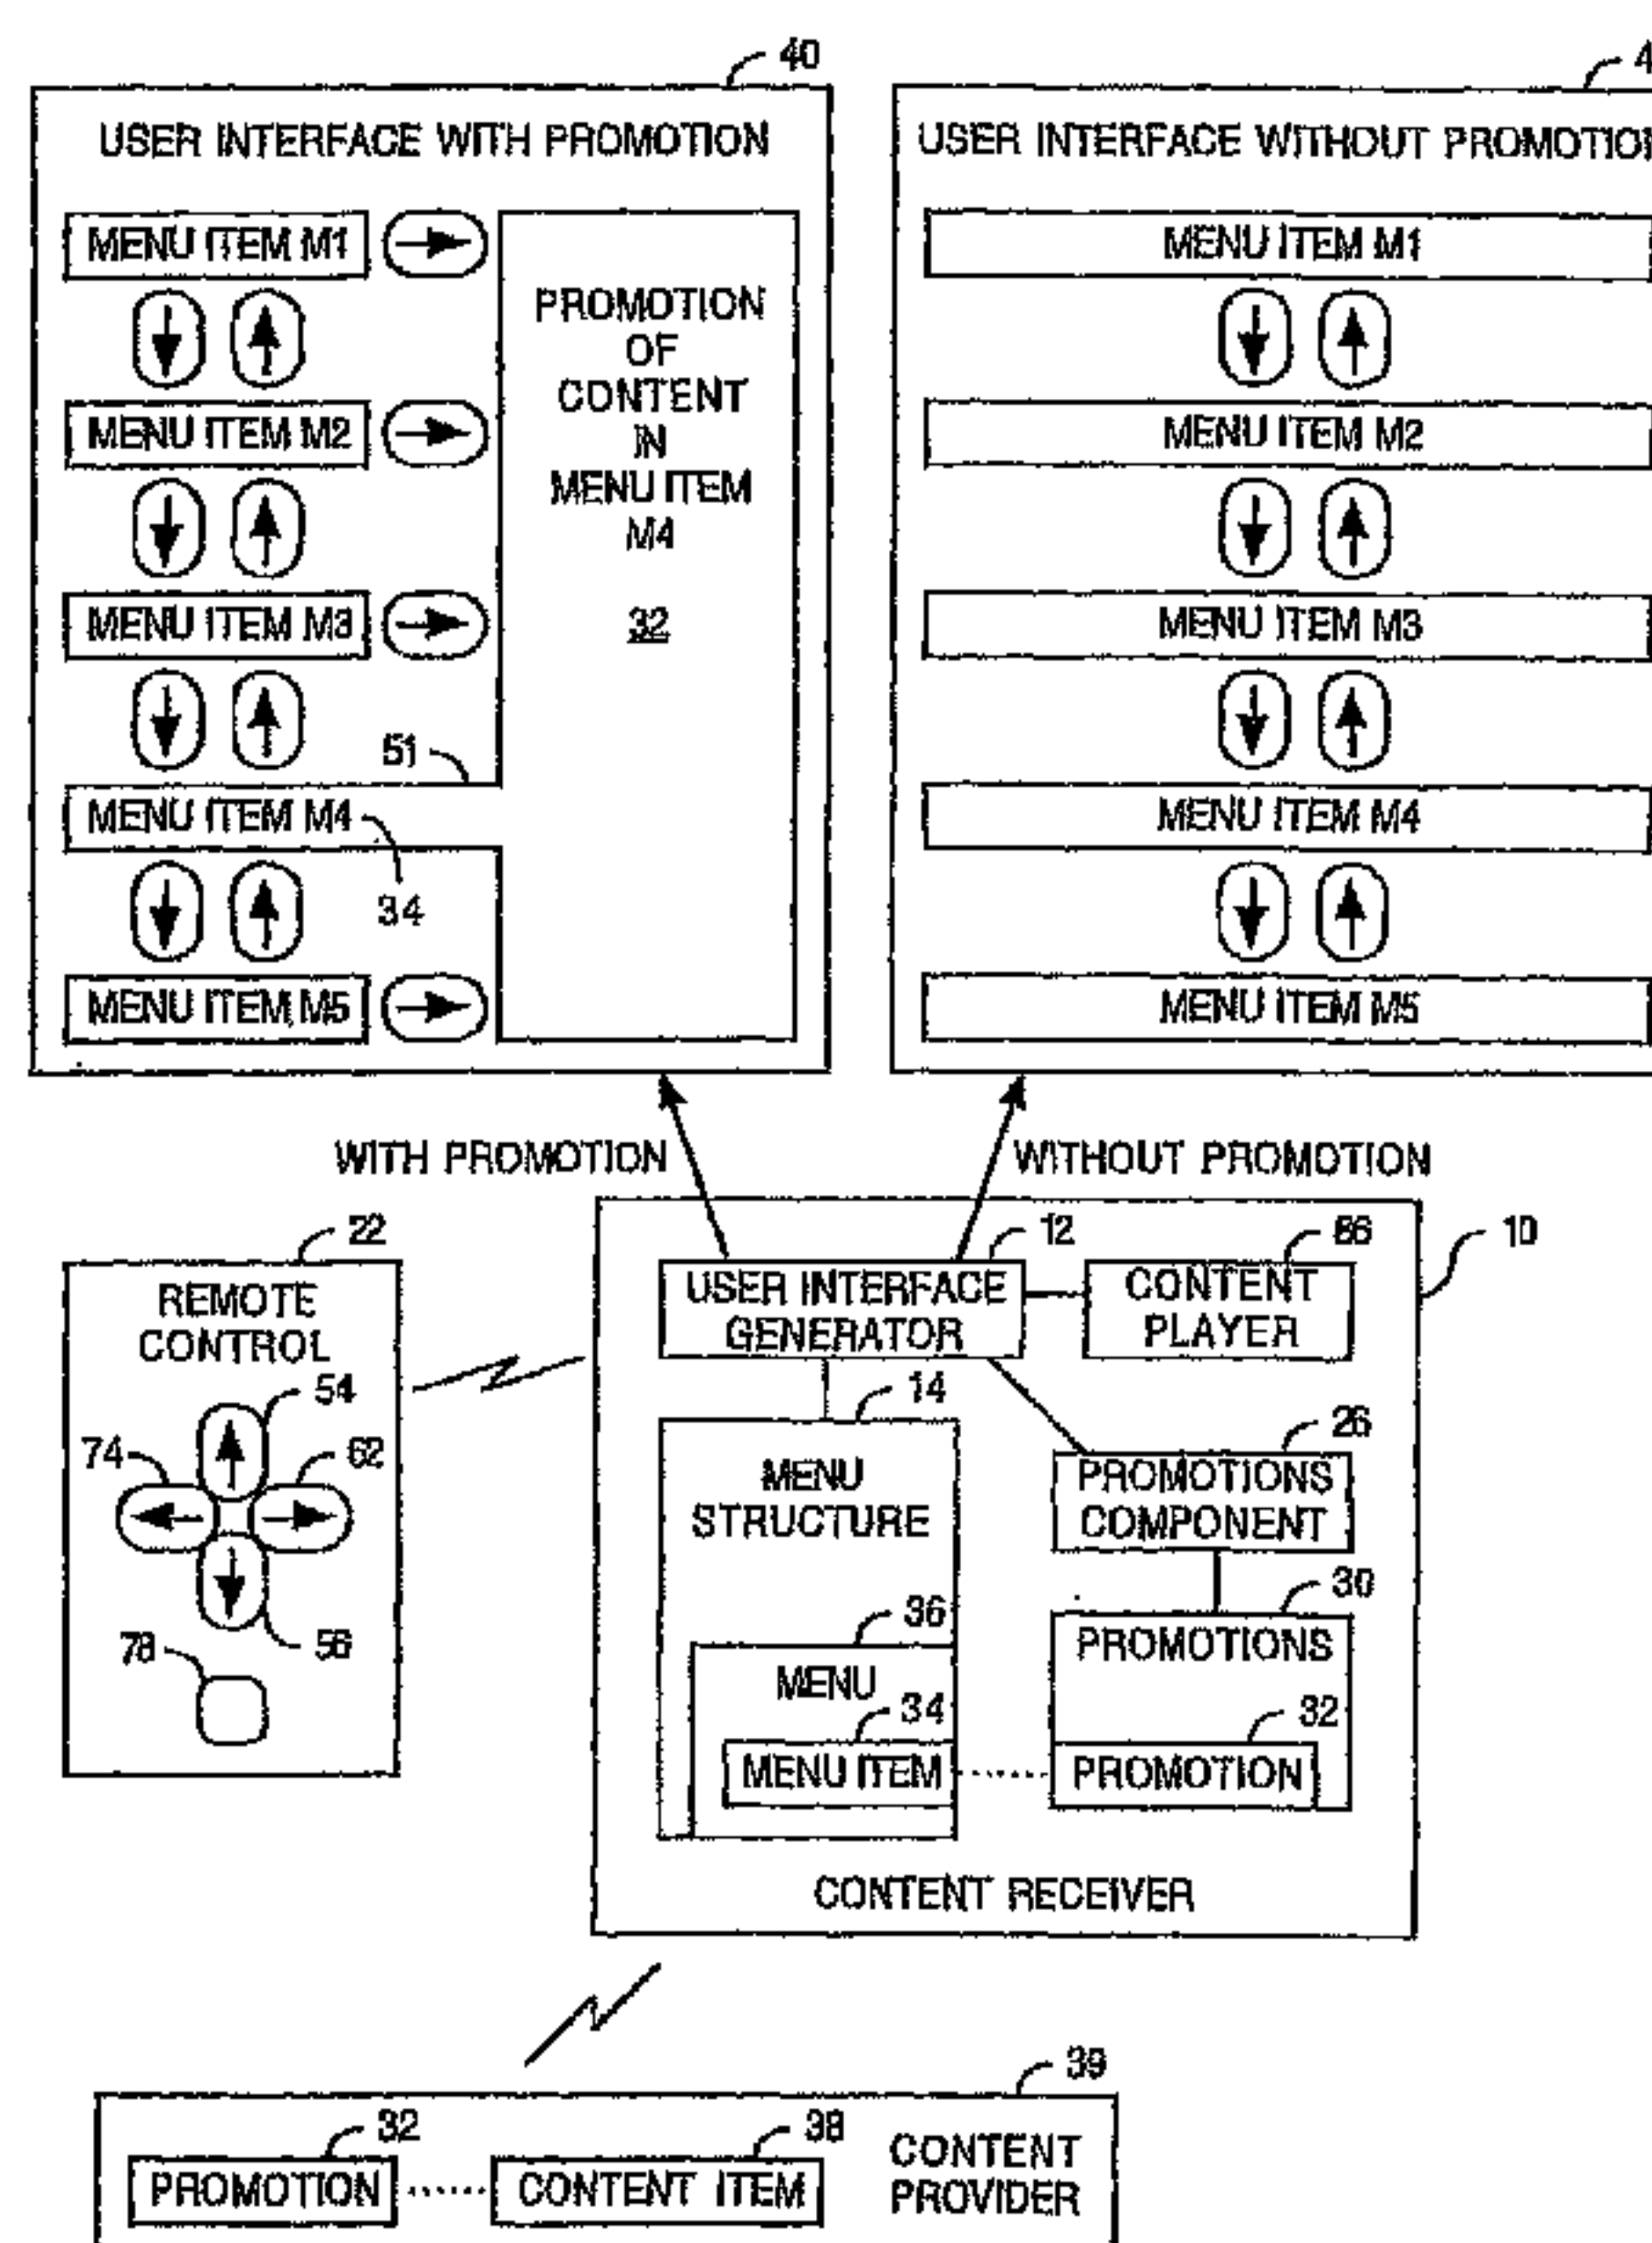 40
USER INTERFACE WITH PROMOTION
MENU ITEM M1
MENU ITEM M2
MENU ITEM M3
MENU ITEM M4
MENU ITEM M5
PROMOTION
OF
CONTENT
IN
MENU ITEM
M4
32
51
34
4
USER INTERFACE WITHOUT PROMOTION
MENU ITEM M1
MENU ITEM M2
MENU ITEM M3
MENU ITEM M4
MENU ITEM M5
WITH PROMOTION
WITHOUT PROMOTION
22
REMOTE
CONTROL
54
74
62
56
78
10
12
USER INTERFACE
GENERATOR
66
CONTENT
PLAYER
14
MENU
STRUCTURE
36
MENU
34
MENU ITEM
26
PROMOTIONS
COMPONENT
30
PROMOTIONS
32
PROMOTION
CONTENT RECEIVER
39
32
PROMOTION
38
CONTENT ITEM
CONTENT
PROVIDER